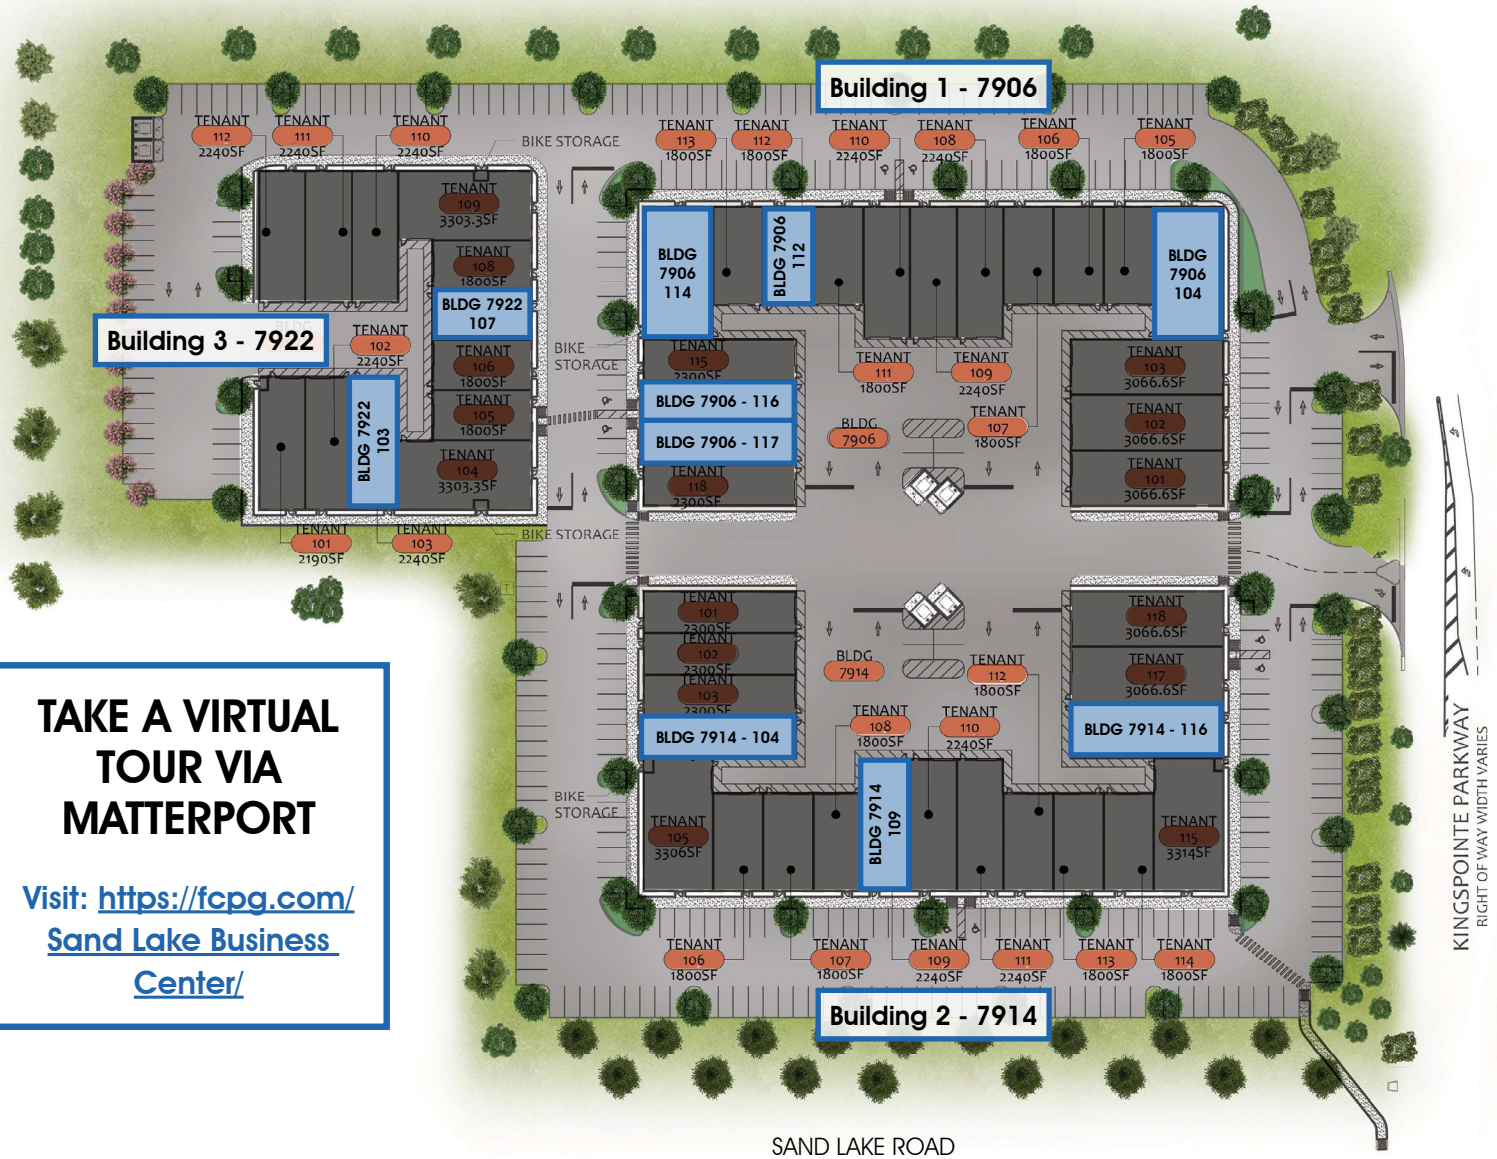 Building 1 - 7906
TENANT
112
2240SF
TENANT
111
2240SF
TENANT
110
2240SF
BIKE STORAGE
TENANT
113
1800SF
TENANT
112
1800SF
TENANT
110
2240SF
TENANT
108
2240SF
TENANT
106
1800SF
TENANT
105
1800SF
TENANT
109
3303.3SF
TENANT
108
1800SF
BLDG 7922
107
TENANT
106
1800SF
TENANT
105
1800SF
TENANT
104
3303.3SF
Building 3 - 7922
TENANT
102
2240SF
BLDG 7922
103
TENANT
101
2190SF
TENANT
103
2240SF
BIKE STORAGE
BIKE
STORAGE
BLDG
7906
114
BLDG 7906
112
BLDG
7906
104
TENANT
115
2300SF
BLDG 7906 - 116
BLDG 7906 - 117
TENANT
118
2300SF
TENANT
111
1800SF
TENANT
109
2240SF
BLDG
7906
TENANT
107
1800SF
TENANT
103
3066.6SF
TENANT
102
3066.6SF
TENANT
101
3066.6SF
TENANT
101
2300SF
TENANT
102
2300SF
TENANT
103
2300SF
BLDG 7914 - 104
BLDG
7914
TENANT
112
1800SF
TENANT
108
1800SF
TENANT
110
2240SF
TENANT
118
3066.6SF
TENANT
117
3066.6SF
BLDG 7914 - 116
BIKE
STORAGE
TENANT
105
3306SF
BLDG 7914
109
TENANT
115
3314SF
TENANT
106
1800SF
TENANT
107
1800SF
TENANT
109
2240SF
TENANT
111
2240SF
TENANT
113
1800SF
TENANT
114
1800SF
Building 2 - 7914
TAKE A VIRTUAL
TOUR VIA
MATTERPORT
Visit: https://fcpg.com/
Sand Lake Business
Center/
KINGSPOINTE PARKWAY
RIGHT OF WAY WIDTH VARIES
SAND LAKE ROAD